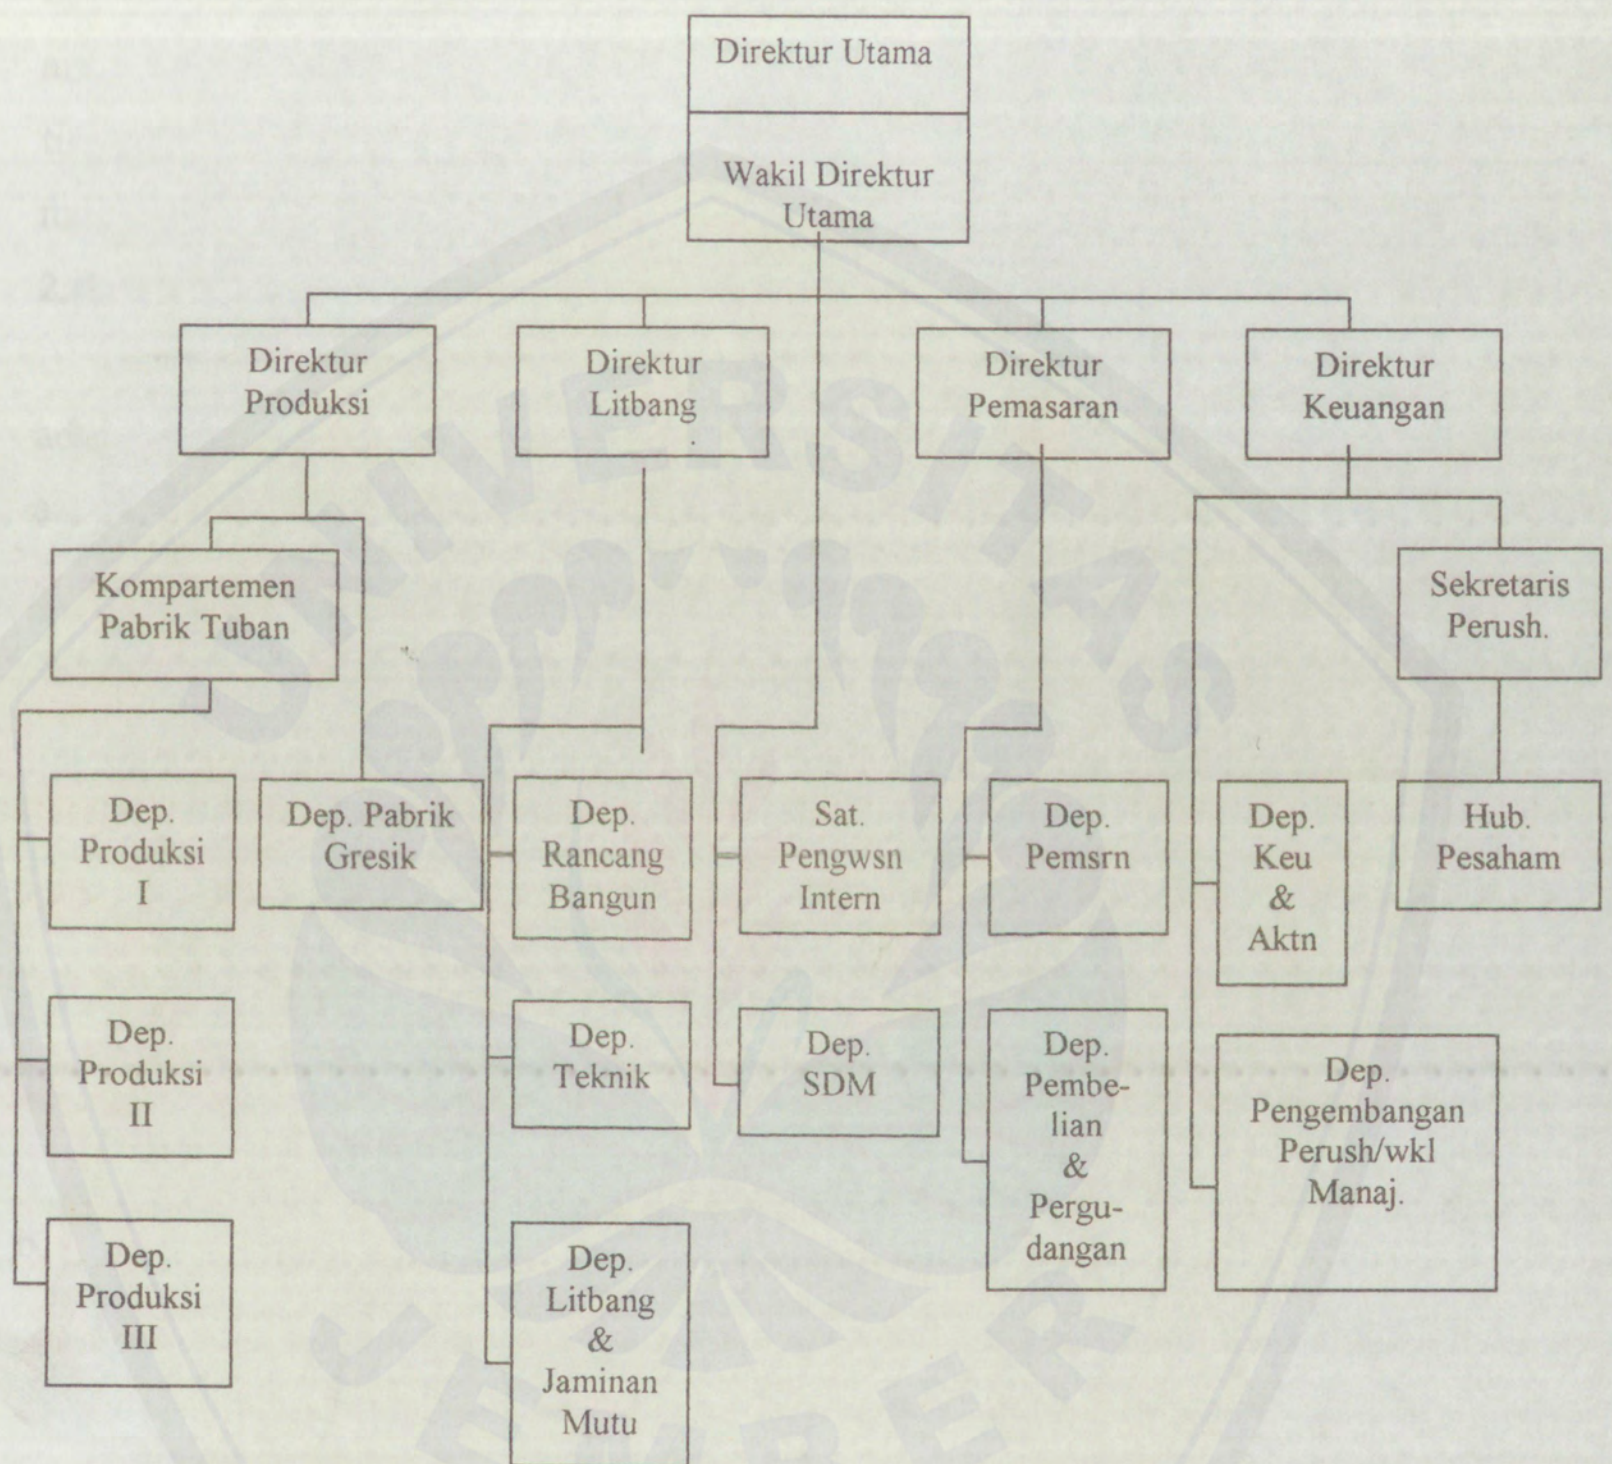 Direktur Utama
Wakil Direktur
Utama
Direktur
Produksi
Direktur
Litbang
Direktur
Pemasaran
Direktur
Keuangan
Kompartemen
Pabrik Tuban
Sekretaris
Perush.
Dep.
Produksi
I
Dep. Pabrik
Gresik
Dep.
Rancang
Bangun
Sat.
Pengwsn
Intern
Dep.
Pemsrn
Dep.
Keu
&
Aktn
Hub.
Pesaham
Dep.
Produksi
II
Dep.
Teknik
Dep.
SDM
Dep.
Pembe-
lian
&
Pergu-
dangan
Dep.
Pengembangan
Perush/wkl
Manaj.
Dep.
Produksi
III
Dep.
Litbang
&
Jaminan
Mutu
UNIVERSITAS
JEMBER